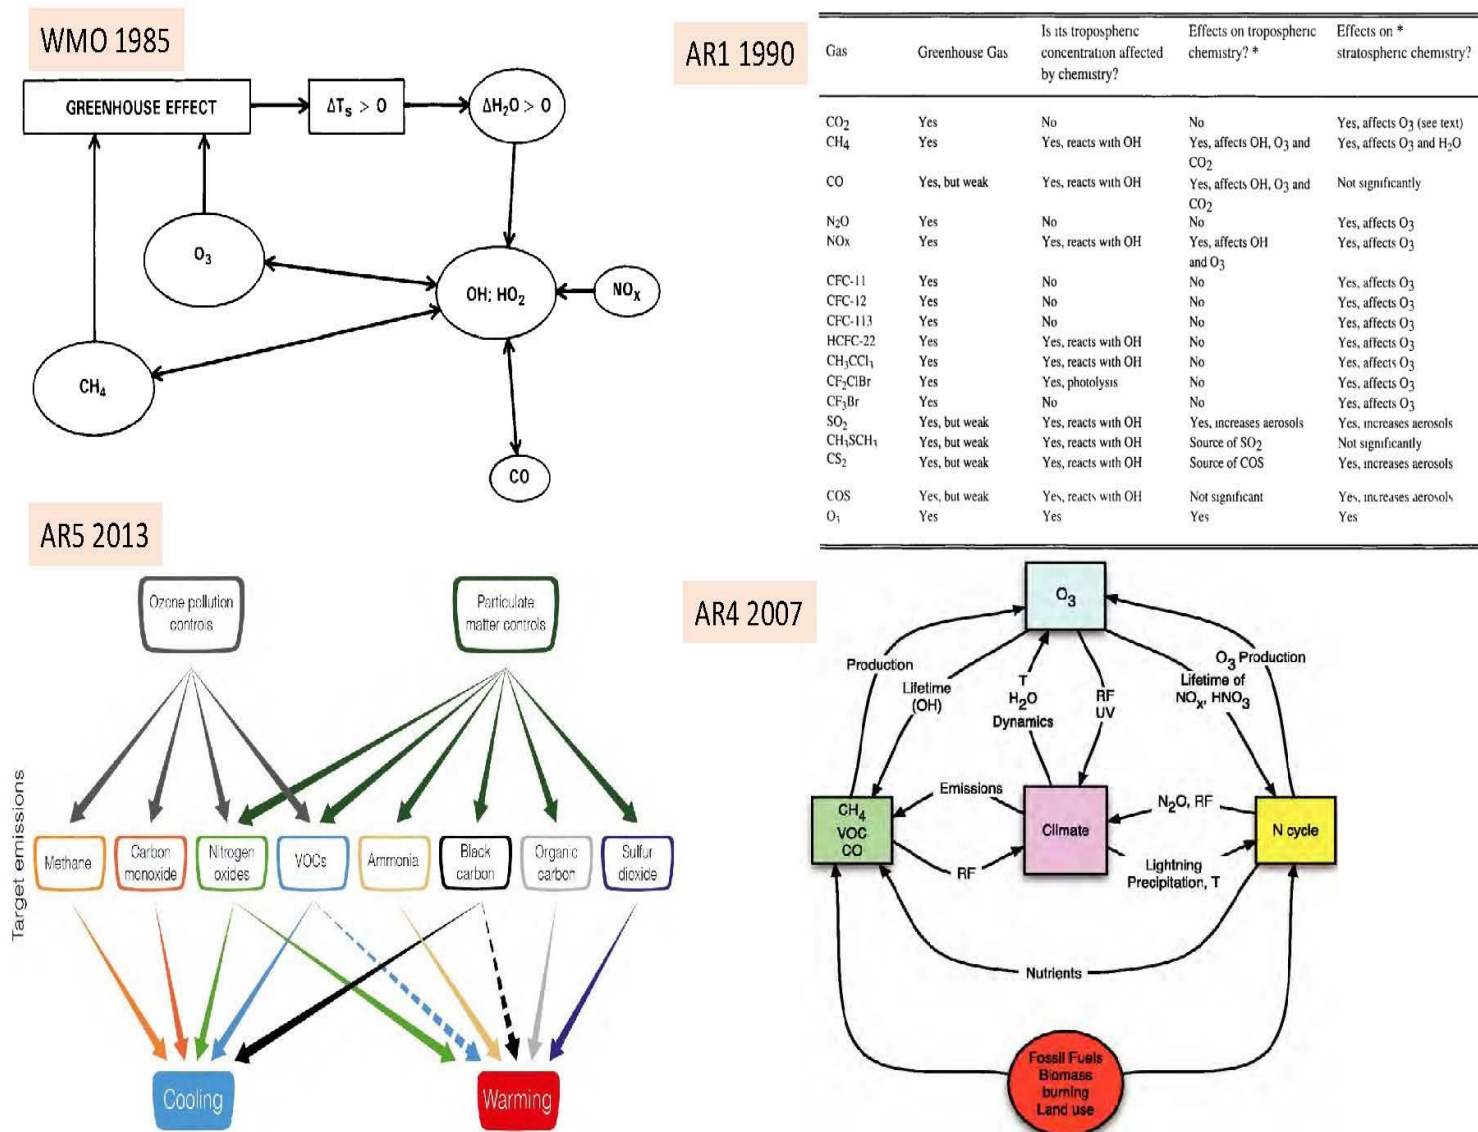 WMO 1985
GREENHOUSE EFFECT
ΔTs > 0
ΔH2O > 0
O3
OH; HO2
NOX
CH4
CO
AR1 1990
Gas
Greenhouse Gas
Is its tropospheric
concentration affected
by chemistry?
Effects on tropospheric
chemistry? *
Effects on *
stratospheric chemistry?
CO2 Yes No No Yes, affects O3 (see text)
CH4 Yes Yes, reacts with OH Yes, affects OH, O3 and Yes, affects O3 and H2O
CO2
CO Yes, but weak Yes, reacts with OH Yes, affects OH, O3 and Not significantly
CO2
N2O Yes No No Yes, affects O3
NOx Yes Yes, reacts with OH Yes, affects OH Yes, affects O3
and O3
CFC-11 Yes No No Yes, affects O3
CFC-12 Yes No No Yes, affects O3
CFC-113 Yes No No Yes, affects O3
HCFC-22 Yes Yes, reacts with OH No Yes, affects O3
CH3CCl3 Yes Yes, reacts with OH No Yes, affects O3
CF2ClBr Yes Yes, photolysis No Yes, affects O3
CF3Br Yes No No Yes, affects O3
SO2 Yes, but weak Yes, reacts with OH Yes, increases aerosols Yes, increases aerosols
CH3SCH3 Yes, but weak Yes, reacts with OH Source of SO2 Not significantly
CS2 Yes, but weak Yes, reacts with OH Source of COS Yes, increases aerosols
COS Yes, but weak Yes, reacts with OH Not significant Yes, increases aerosols
O3 Yes Yes Yes Yes
AR5 2013
Ozone pollution
controls
Particulate
matter controls
Target emissions
Methane
Carbon
monoxide
Nitrogen
oxides
VOCs
Ammonia
Black
carbon
Organic
carbon
Sulfur
dioxide
Cooling
Warming
AR4 2007
O3
Production
Lifetime
(OH)
T
H2O
Dynamics
RF
UV
O3 Production
Lifetime of
NOx, HNO3
CH4
VOC
CO
Emissions
RF
Climate
N2O, RF
Lightning
Precipitation, T
N cycle
Nutrients
Fossil Fuels
Biomass
burning
Land use